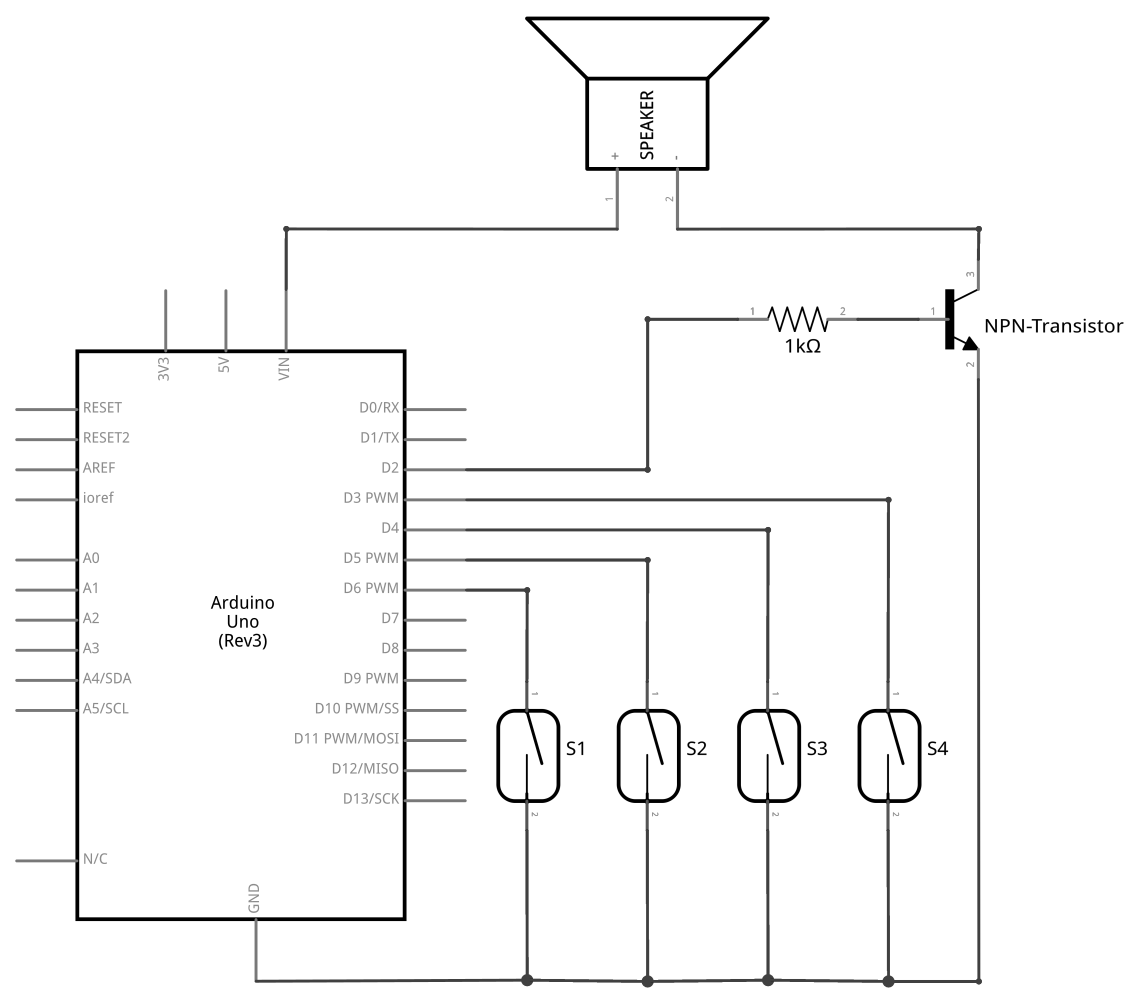 SPEAKER
+
-
1
2
3
1
2
1
NPN-Transistor
1kΩ
2
3V3
5V
VIN
RESET
D0/RX
RESET2
D1/TX
AREF
D2
ioref
D3 PWM
D4
A0
D5 PWM
A1
D6 PWM
Arduino
Uno
(Rev3)
A2
D7
A3
D8
A4/SDA
D9 PWM
A5/SCL
D10 PWM/SS
D11 PWM/MOSI
D12/MISO
D13/SCK
1
1
1
1
S1
S2
S3
S4
2
2
2
2
N/C
GND